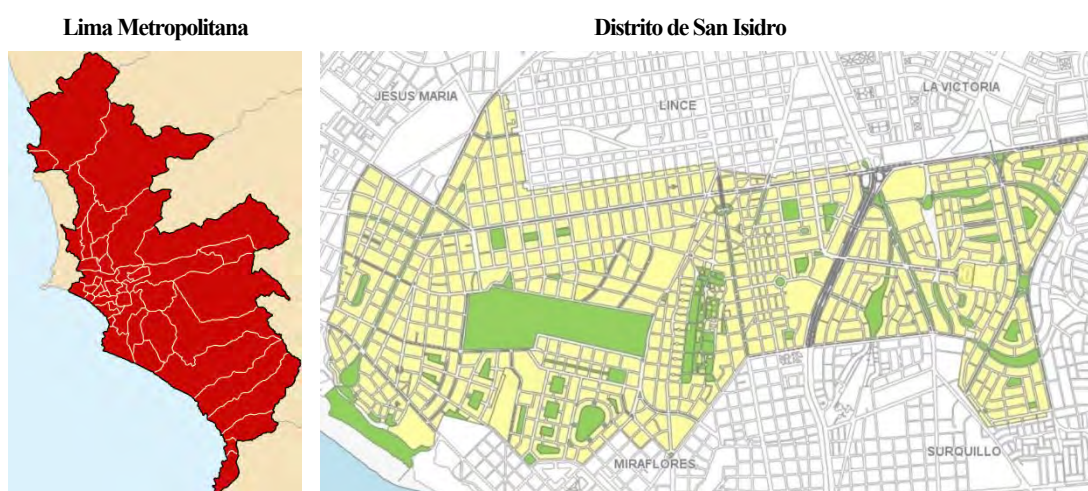 Lima Metropolitana
Distrito de San Isidro
JESUS MARIA
LINCE
LA VICTORIA
MIRAFLORES
SURQUILLO